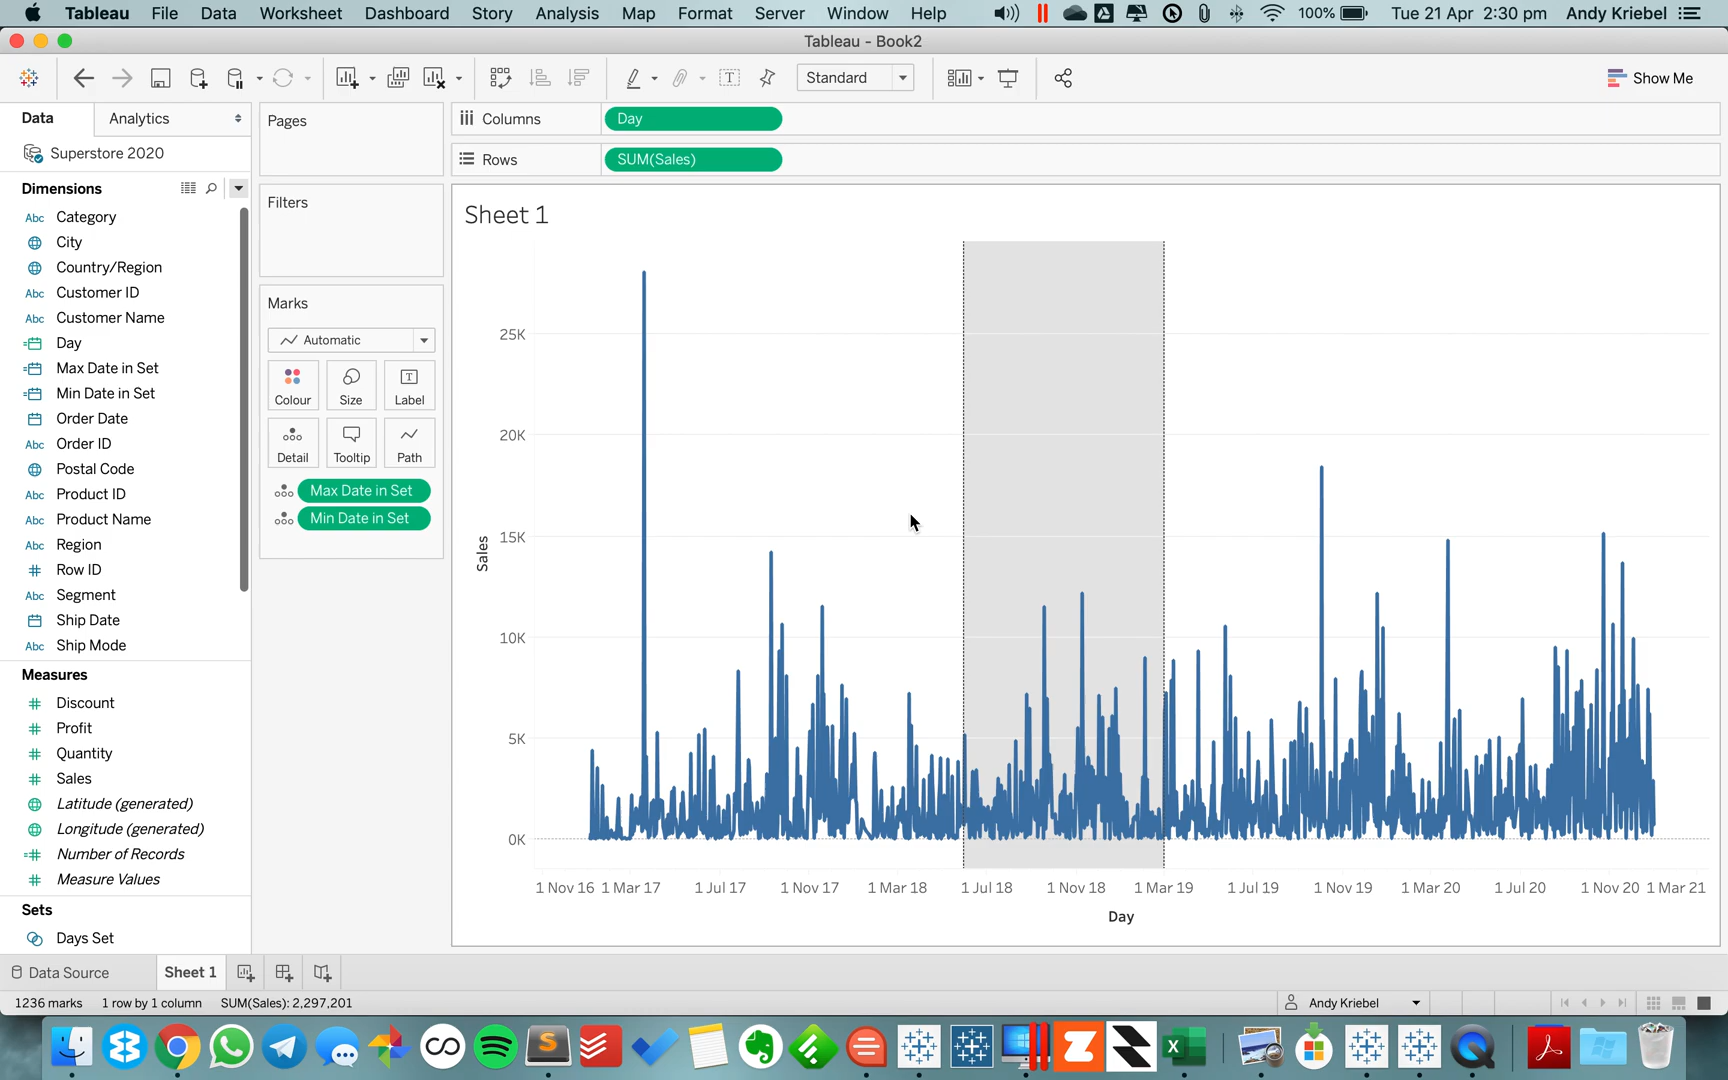 Tableau File Data Worksheet Dashboard Story Analysis Map Format Server Window Help 100% Tue 21 Apr 2:30 pm Andy Kriebel
Tableau - Book2
Standard
Show Me
Data Analytics
Superstore 2020
Dimensions
Abc Category
City
Country/Region
Abc Customer ID
Abc Customer Name
Day
Max Date in Set
Min Date in Set
Order Date
Abc Order ID
Postal Code
Abc Product ID
Abc Product Name
Abc Region
Row ID
Abc Segment
Ship Date
Abc Ship Mode
Measures
Discount
Profit
Quantity
Sales
Latitude (generated)
Longitude (generated)
Number of Records
Measure Values
Sets
Days Set
Pages
Filters
Marks
Automatic
Colour Size Label
Detail Tooltip Path
Max Date in Set
Min Date in Set
Columns Day
Rows SUM(Sales)
Sheet 1
25K
20K
15K
10K
5K
0K
Sales
1 Nov 16 1 Mar 17 1 Jul 17 1 Nov 17 1 Mar 18 1 Jul 18 1 Nov 18 1 Mar 19 1 Jul 19 1 Nov 19 1 Mar 20 1 Jul 20 1 Nov 20 1 Mar 21
Day
Data Source Sheet 1
1236 marks 1 row by 1 column SUM(Sales): 2,297,201 Andy Kriebel